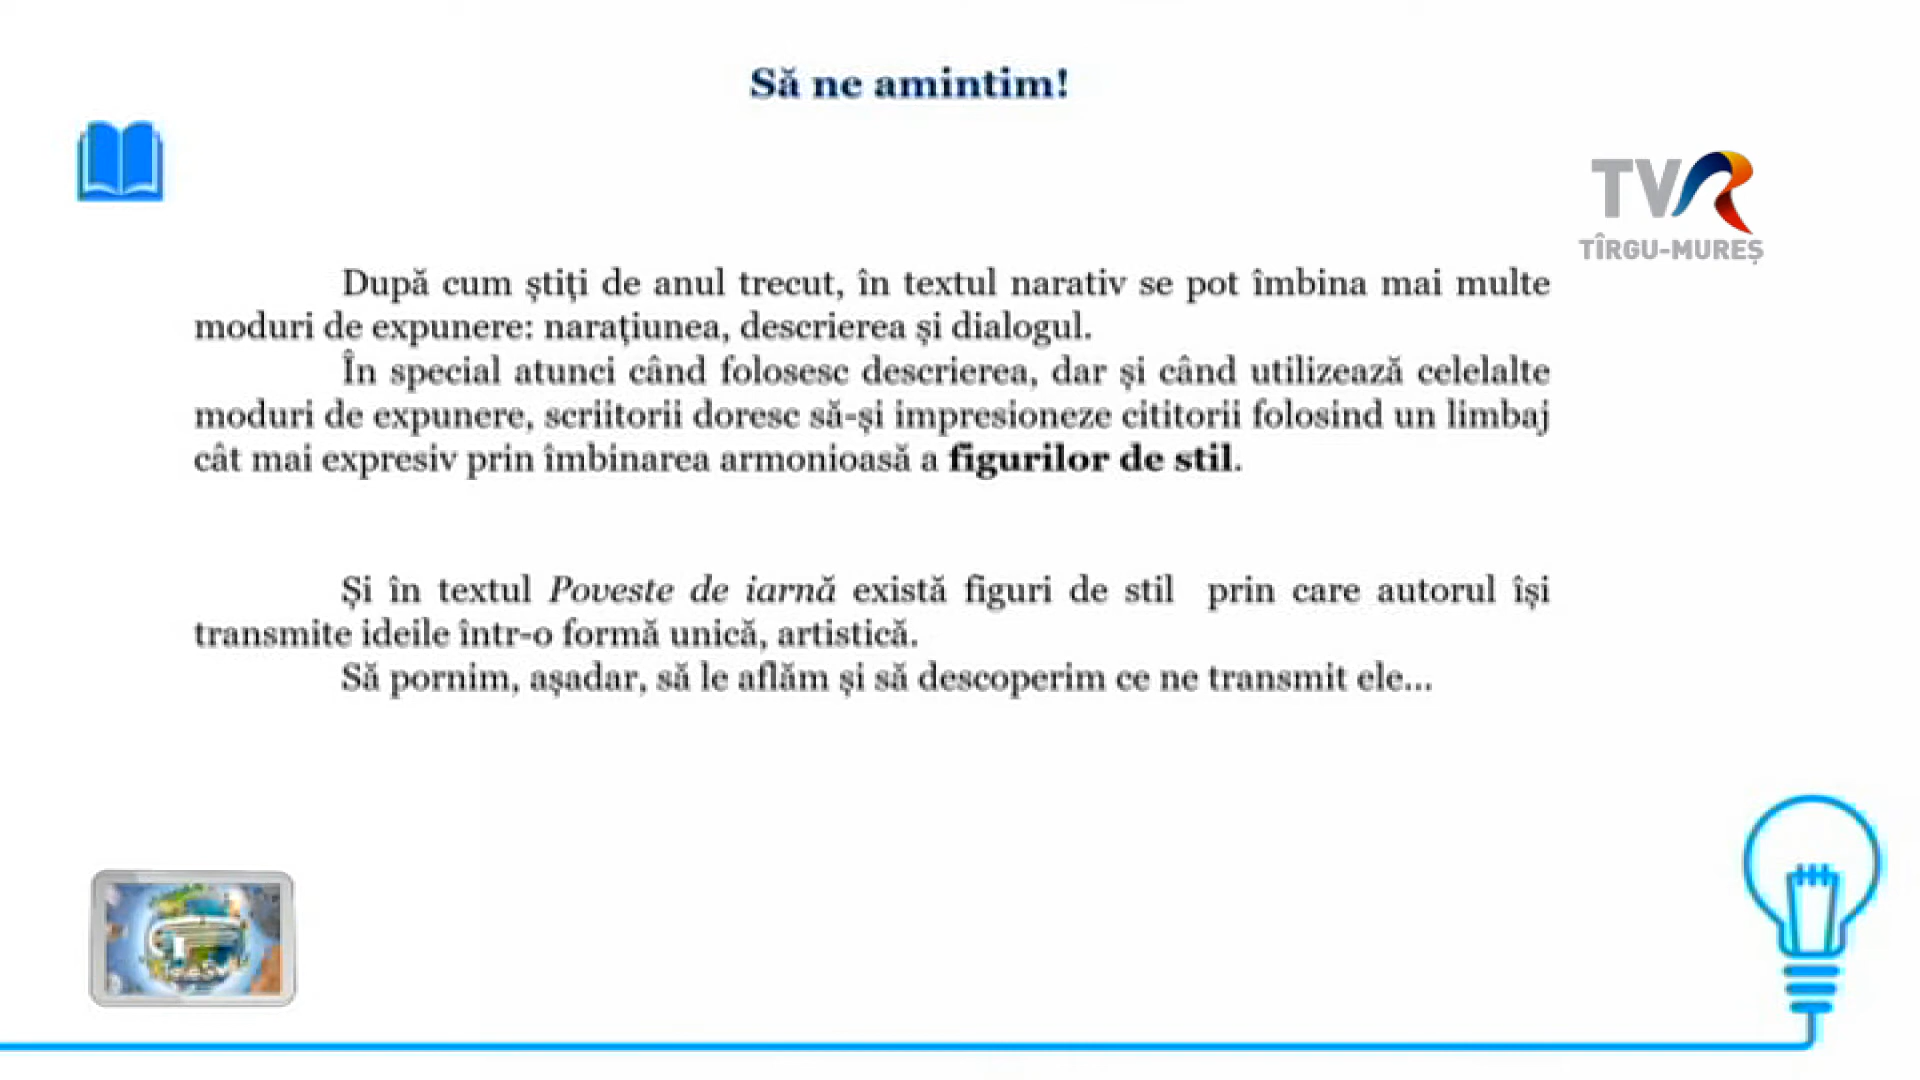 Să ne amintim!
TVR
TÎRGU-MUREȘ
După cum știți de anul trecut, în textul narativ se pot îmbina mai multe
moduri de expunere: narațiunea, descrierea și dialogul.
În special atunci când folosesc descrierea, dar și când utilizează celelalte
moduri de expunere, scriitorii doresc să-și impresioneze cititorii folosind un limbaj
cât mai expresiv prin îmbinarea armonioasă a figurilor de stil.
Și în textul Poveste de iarnă există figuri de stil  prin care autorul își
transmite ideile într-o formă unică, artistică.
Să pornim, așadar, să le aflăm și să descoperim ce ne transmit ele...